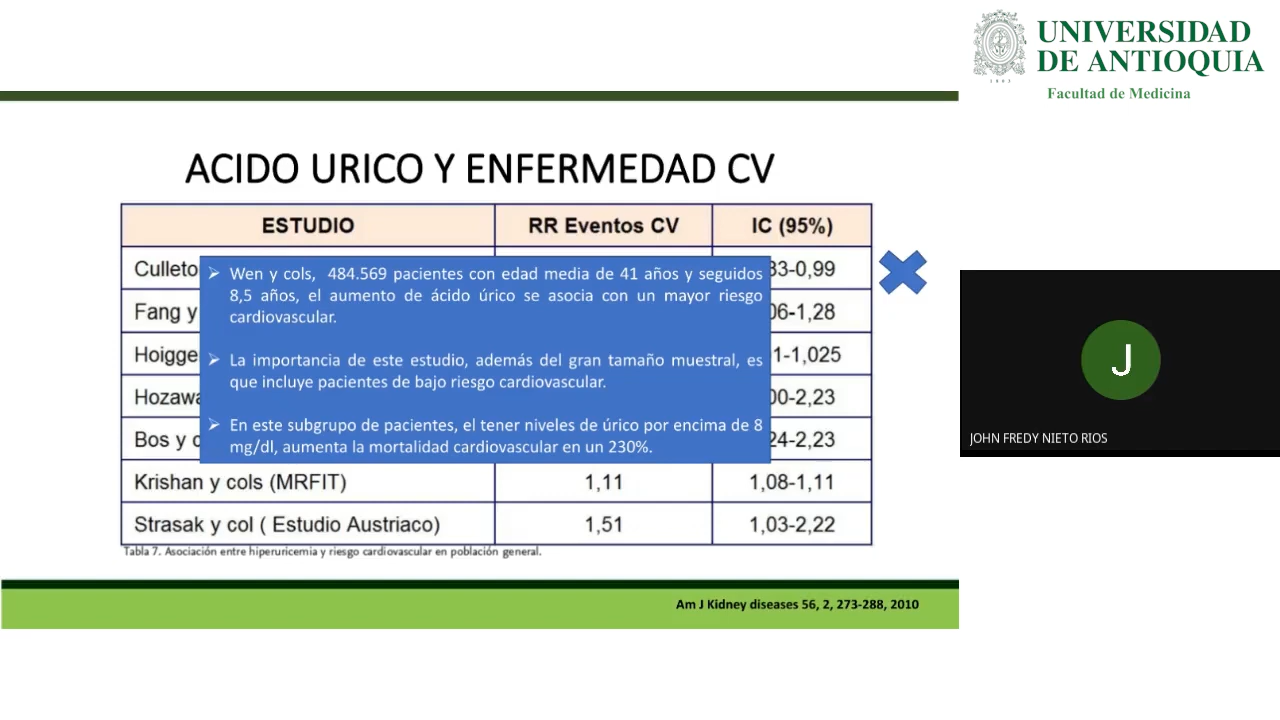 UNIVERSIDAD
DE ANTIOQUIA
1803
Facultad de Medicina
ACIDO URICO Y ENFERMEDAD CV
ESTUDIO RR Eventos CV IC (95%)
➢ Wen y cols, 484.569 pacientes con edad media de 41 años y seguidos
8,5 años, el aumento de ácido úrico se asocia con un mayor riesgo
cardiovascular.
➢ La importancia de este estudio, además del gran tamaño muestral, es
que incluye pacientes de bajo riesgo cardiovascular.
➢ En este subgrupo de pacientes, el tener niveles de úrico por encima de 8
mg/dl, aumenta la mortalidad cardiovascular en un 230%.
Culleto 33-0,99
Fang y 06-1,28
Hoigge 1-1,025
Hozawa 00-2,23
Bos y c 24-2,23
Krishan y cols (MRFIT) 1,11 1,08-1,11
Strasak y col ( Estudio Austriaco) 1,51 1,03-2,22
Tabla 7. Asociación entre hiperuricemia y riesgo cardiovascular en población general.
Am J Kidney diseases 56, 2, 273-288, 2010
J
JOHN FREDY NIETO RIOS